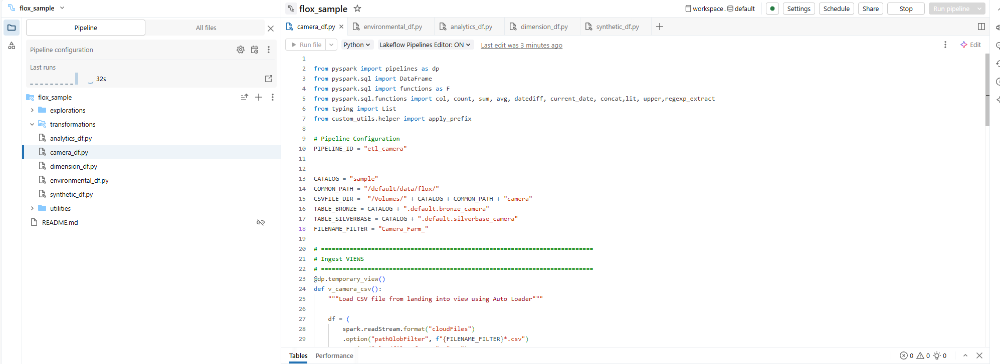 flox_sample
Pipeline
All files
Pipeline configuration
Last runs
32s
flox_sample
explorations
transformations
analytics_df.py
camera_df.py
dimension_df.py
environmental_df.py
synthetic_df.py
utilities
README.md
flox_sample
workspace . default
Settings
Schedule
Share
Stop
Run pipeline
camera_df.py
environmental_df.py
analytics_df.py
dimension_df.py
synthetic_df.py
Run file
Python
Lakeflow Pipelines Editor: ON
Last edit was 3 minutes ago
Edit
1
2 from pyspark import pipelines as dp
3 from pyspark.sql import DataFrame
4 from pyspark.sql import functions as F
5 from pyspark.sql.functions import col, count, sum, avg, datediff, current_date, concat,lit, upper,regexp_extract
6 from typing import List
7 from custom_utils.helper import apply_prefix
8
9 # Pipeline Configuration
10 PIPELINE_ID = "etl_camera"
11
12
13 CATALOG = "sample"
14 COMMON_PATH = "/default/data/flox/"
15 CSVFILE_DIR =  "/Volumes/" + CATALOG + COMMON_PATH + "camera"
16 TABLE_BRONZE = CATALOG + ".default.bronze_camera"
17 TABLE_SILVERBASE = CATALOG + ".default.silverbase_camera"
18 FILENAME_FILTER = "Camera_Farm_"
19
20 # ============================================================================
21 # Ingest VIEWS
22 # ============================================================================
23 @dp.temporary_view()
24 def v_camera_csv():
25     """Load CSV file from landing into view using Auto Loader"""
26
27     df = (
28         spark.readStream.format("cloudFiles")
29         .option("pathGlobFilter", f"{FILENAME_FILTER}*.csv")
Tables
Performance
0
0
0